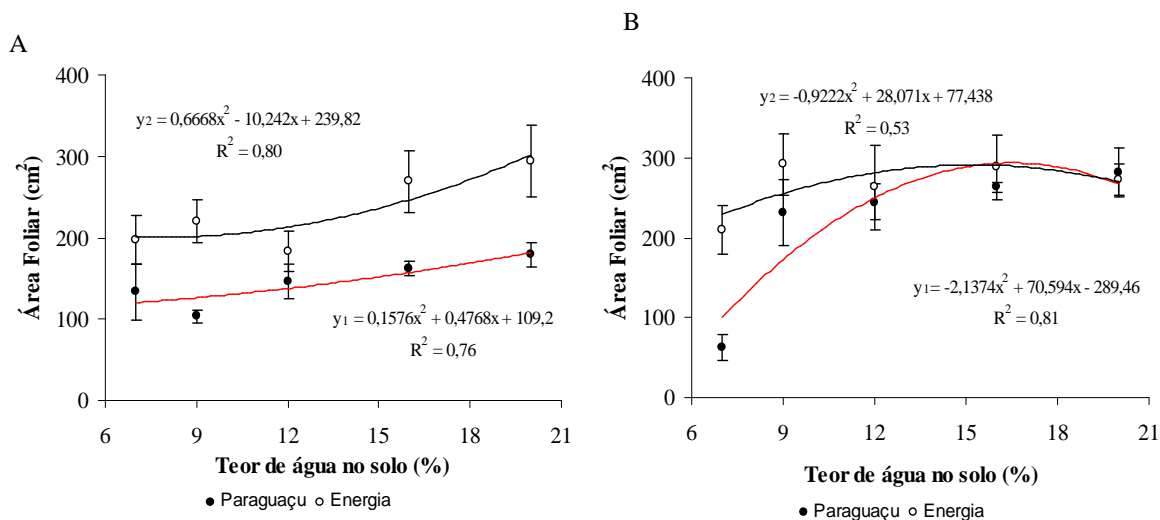 A
Área Foliar (cm²)
400
300
200
100
0
y₂ = 0,6668x² - 10,242x + 239,82
R² = 0,80
y₁ = 0,1576x² + 0,4768x + 109,2
R² = 0,76
6 9 12 15 18 21
Teor de água no solo (%)
● Paraguaçu ○ Energia
B
Área Foliar (cm²)
400
300
200
100
0
y₂ = -0,9222x² + 28,071x + 77,438
R² = 0,53
y₁= -2,1374x² + 70,594x - 289,46
R² = 0,81
6 9 12 15 18 21
Teor de água no solo (%)
● Paraguaçu ○ Energia